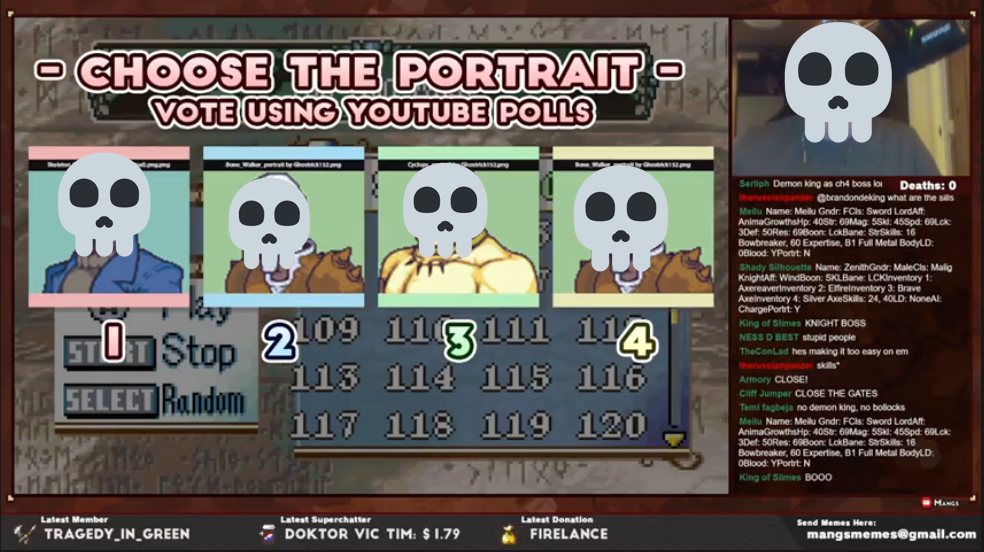 - CHOOSE THE PORTRAIT -
VOTE USING YOUTUBE POLLS
Bone_Walker_portrait by Ghostrick152.png
Bone_Walker_portrait by Ghostrick152.png
1
2
3
4
Play
START Stop
SELECT Random
109 110 111
113 114 115 116
117 118 119 120
Serliph Demon king as ch4 boss lol
Deaths: 0
therussianpanzer @brandondeking what are the sills
Meilu Name: Meilu Gndr: FCls: Sword LordAff:
AnimaGrowthsHp: 40Str: 69Mag: 5Skl: 45Spd: 69Lck:
3Def: 50Res: 69Boon: LckBane: StrSkills: 16
Bowbreaker, 60 Expertise, B1 Full Metal BodyLD:
0Blood: YPortrt: N
Shady Silhouette Name: ZenithGndr: MaleCls: Malig
KnightAff: WindBoon: SKLBane: LCKInventory 1:
AxereaverInventory 2: ElfireInventory 3: Brave
AxeInventory 4: Silver AxeSkills: 24, 40LD: NoneAI:
ChargePortrt: Y
King of Slimes KNIGHT BOSS
NESS D BEST stupid people
TheConLad hes making it too easy on em
therussianpanzer skills*
Armory CLOSE!
Cliff Jumper CLOSE THE GATES
Temi fagbeja no demon king, no bollocks
Meilu Name: Meilu Gndr: FCls: Sword LordAff:
AnimaGrowthsHp: 40Str: 69Mag: 5Skl: 45Spd: 69Lck:
3Def: 50Res: 69Boon: LckBane: StrSkills: 16
Bowbreaker, 60 Expertise, B1 Full Metal BodyLD:
0Blood: YPortrt: N
King of Slimes BOOO
MANGS
Latest Member
TRAGEDY_IN_GREEN
Latest Superchatter
DOKTOR VIC TIM: $1.79
Latest Donation
FIRELANCE
Send Memes Here:
mangsmemes@gmail.com